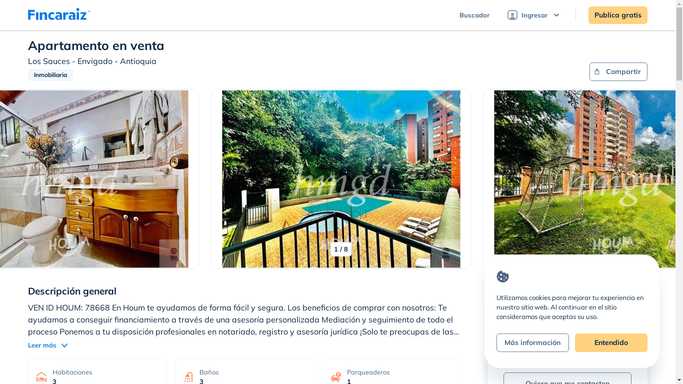 Fincaraiz
Buscador
Ingresar
Publica gratis
Apartamento en venta
Los Sauces - Envigado - Antioquia
Inmobiliaria
Compartir
hmgd
HOUM
hmgd
1 / 8
hmgd
HOUM
Descripción general
VEN ID HOUM: 78668 En Houm te ayudamos de forma fácil y segura. Los beneficios de comprar con nosotros: Te
ayudamos a conseguir financiamiento a través de una asesoría personalizada Mediación y seguimiento de todo el
proceso Ponemos a tu disposición profesionales en notariado, registro y asesoría jurídica ¡Solo te preocupas de las...
Leer más
Habitaciones
3
Baños
3
Parqueaderos
1
Utilizamos cookies para mejorar tu experiencia en
nuestro sitio web. Al continuar en el sitio
consideramos que aceptas su uso.
Más información
Entendido
Quiero que me contacten